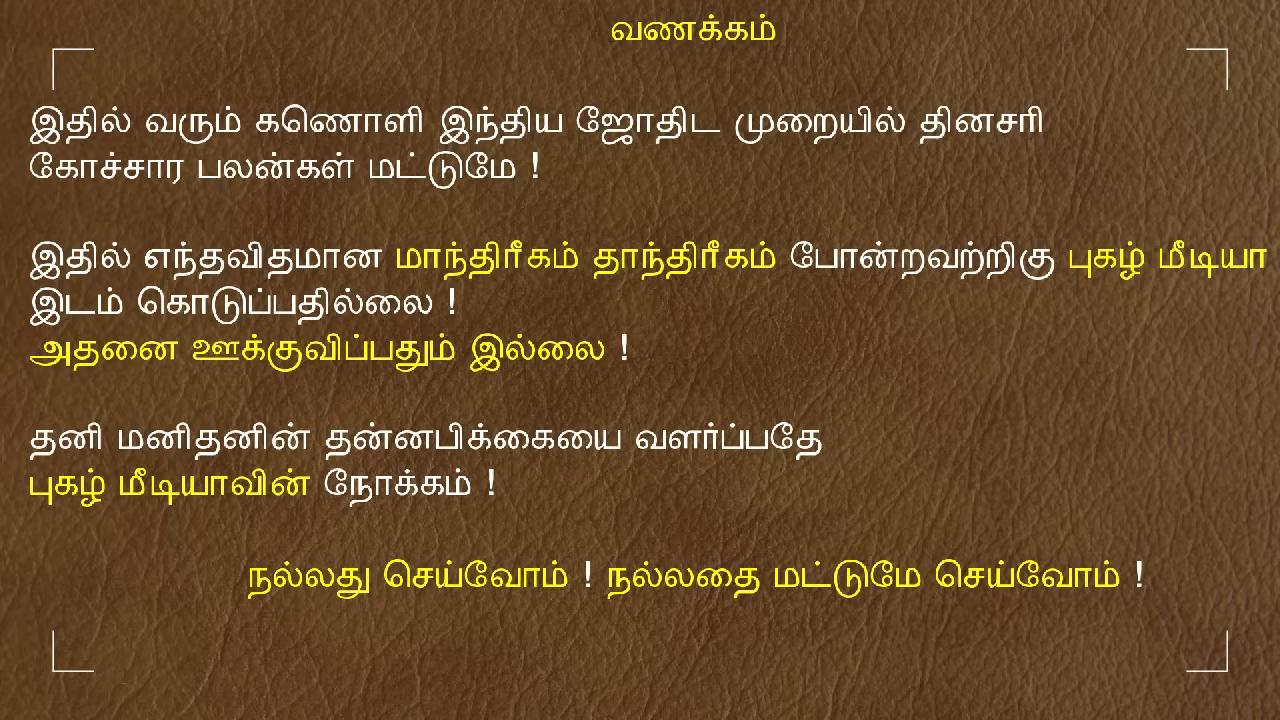 வணக்கம்
இதில் வரும் கணொளி இந்திய ஜோதிட முறையில் தினசரி
கோச்சார பலன்கள் மட்டுமே !
இதில் எந்தவிதமான மாந்திரீகம் தாந்திரீகம் போன்றவற்றிகு புகழ் மீடியா
இடம் கொடுப்பதில்லை !
அதனை ஊக்குவிப்பதும் இல்லை !
தனி மனிதனின் தன்னபிக்கையை வளர்ப்பதே
புகழ் மீடியாவின் நோக்கம் !
நல்லது செய்வோம் ! நல்லதை மட்டுமே செய்வோம் !